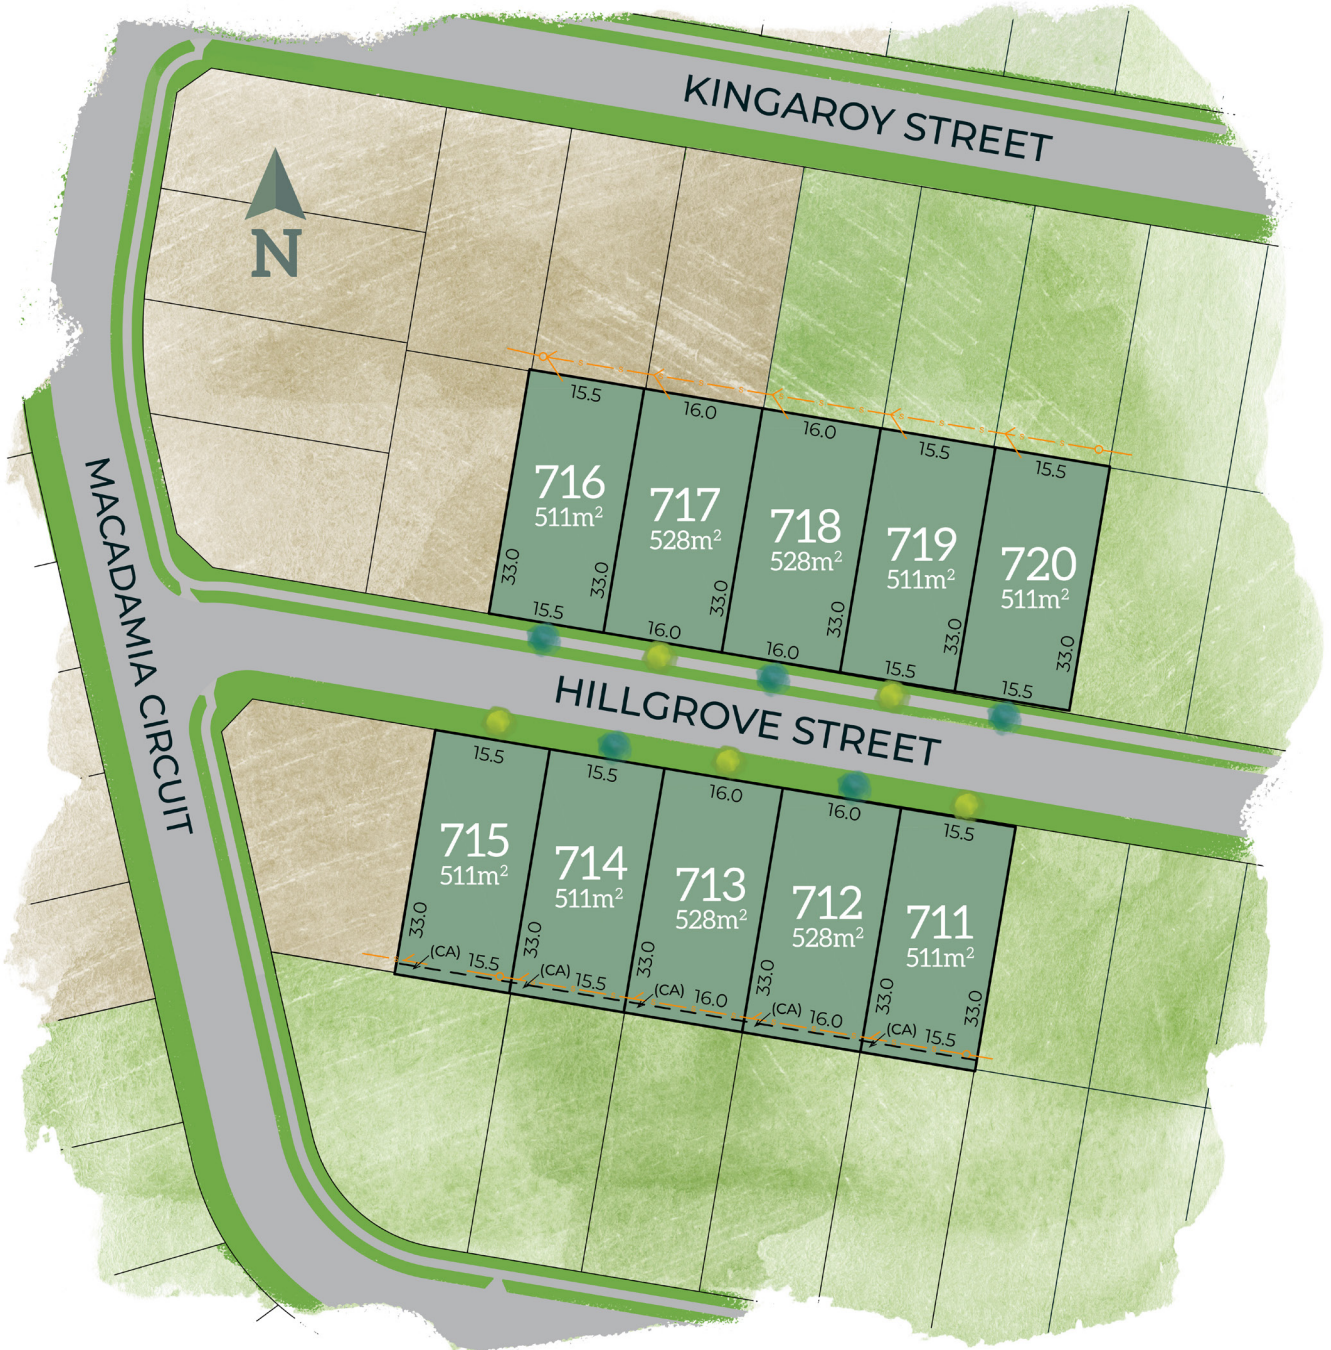 KINGAROY STREET
N
15.5
16.0
16.0
15.5
15.5
716
511m²
717
528m²
718
528m²
719
511m²
720
511m²
33.0
33.0
33.0
33.0
33.0
33.0
15.5
16.0
16.0
15.5
15.5
MACADAMIA CIRCUIT
HILLGROVE STREET
15.5
15.5
16.0
16.0
15.5
715
511m²
714
511m²
713
528m²
712
528m²
711
511m²
33.0
33.0
33.0
33.0
33.0
33.0
(CA) 15.5
(CA) 15.5
(CA) 16.0
(CA) 16.0
(CA) 15.5